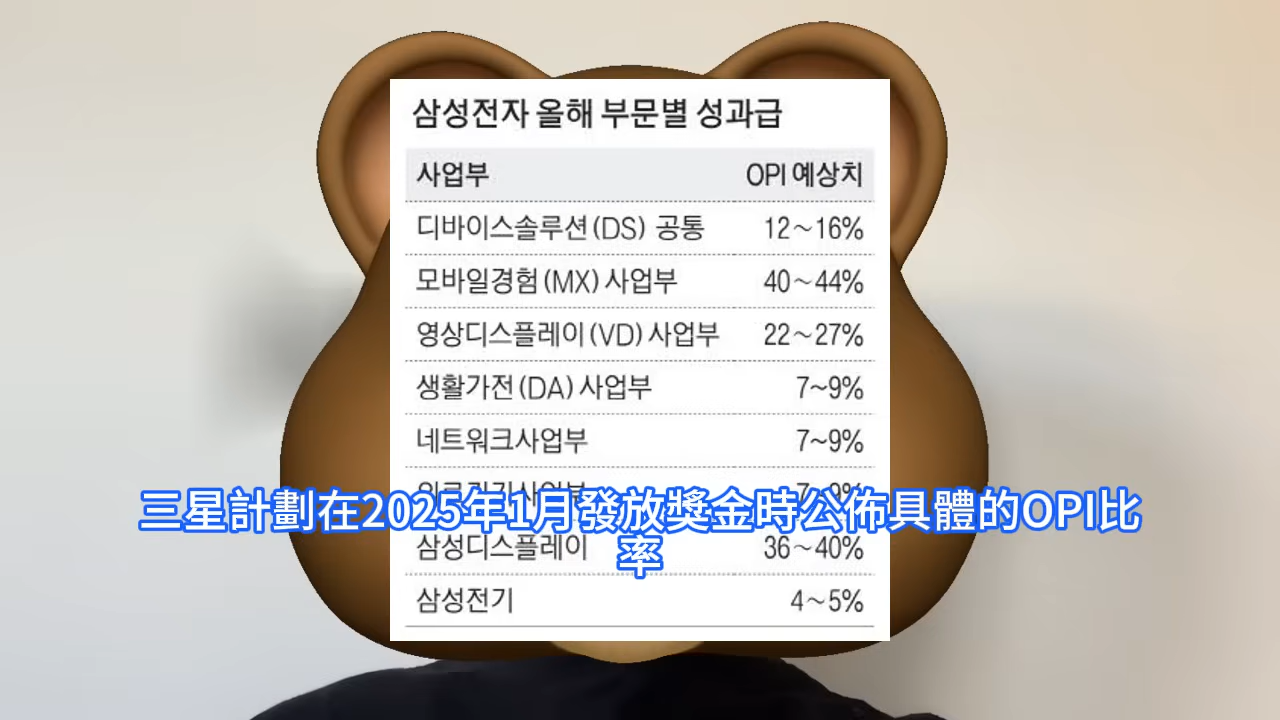 삼성전자 올해 부문별 성과급
사업부 OPI 예상치
디바이스솔루션(DS) 공통 12~16%
모바일경험(MX) 사업부 40~44%
영상디스플레이(VD) 사업부 22~27%
생활가전(DA) 사업부 7~9%
네트워크사업부 7~9%
三星計劃在2025年1月發放獎金時公佈具體的OPI比
率
삼성디스플레이 36~40%
삼성전기 4~5%